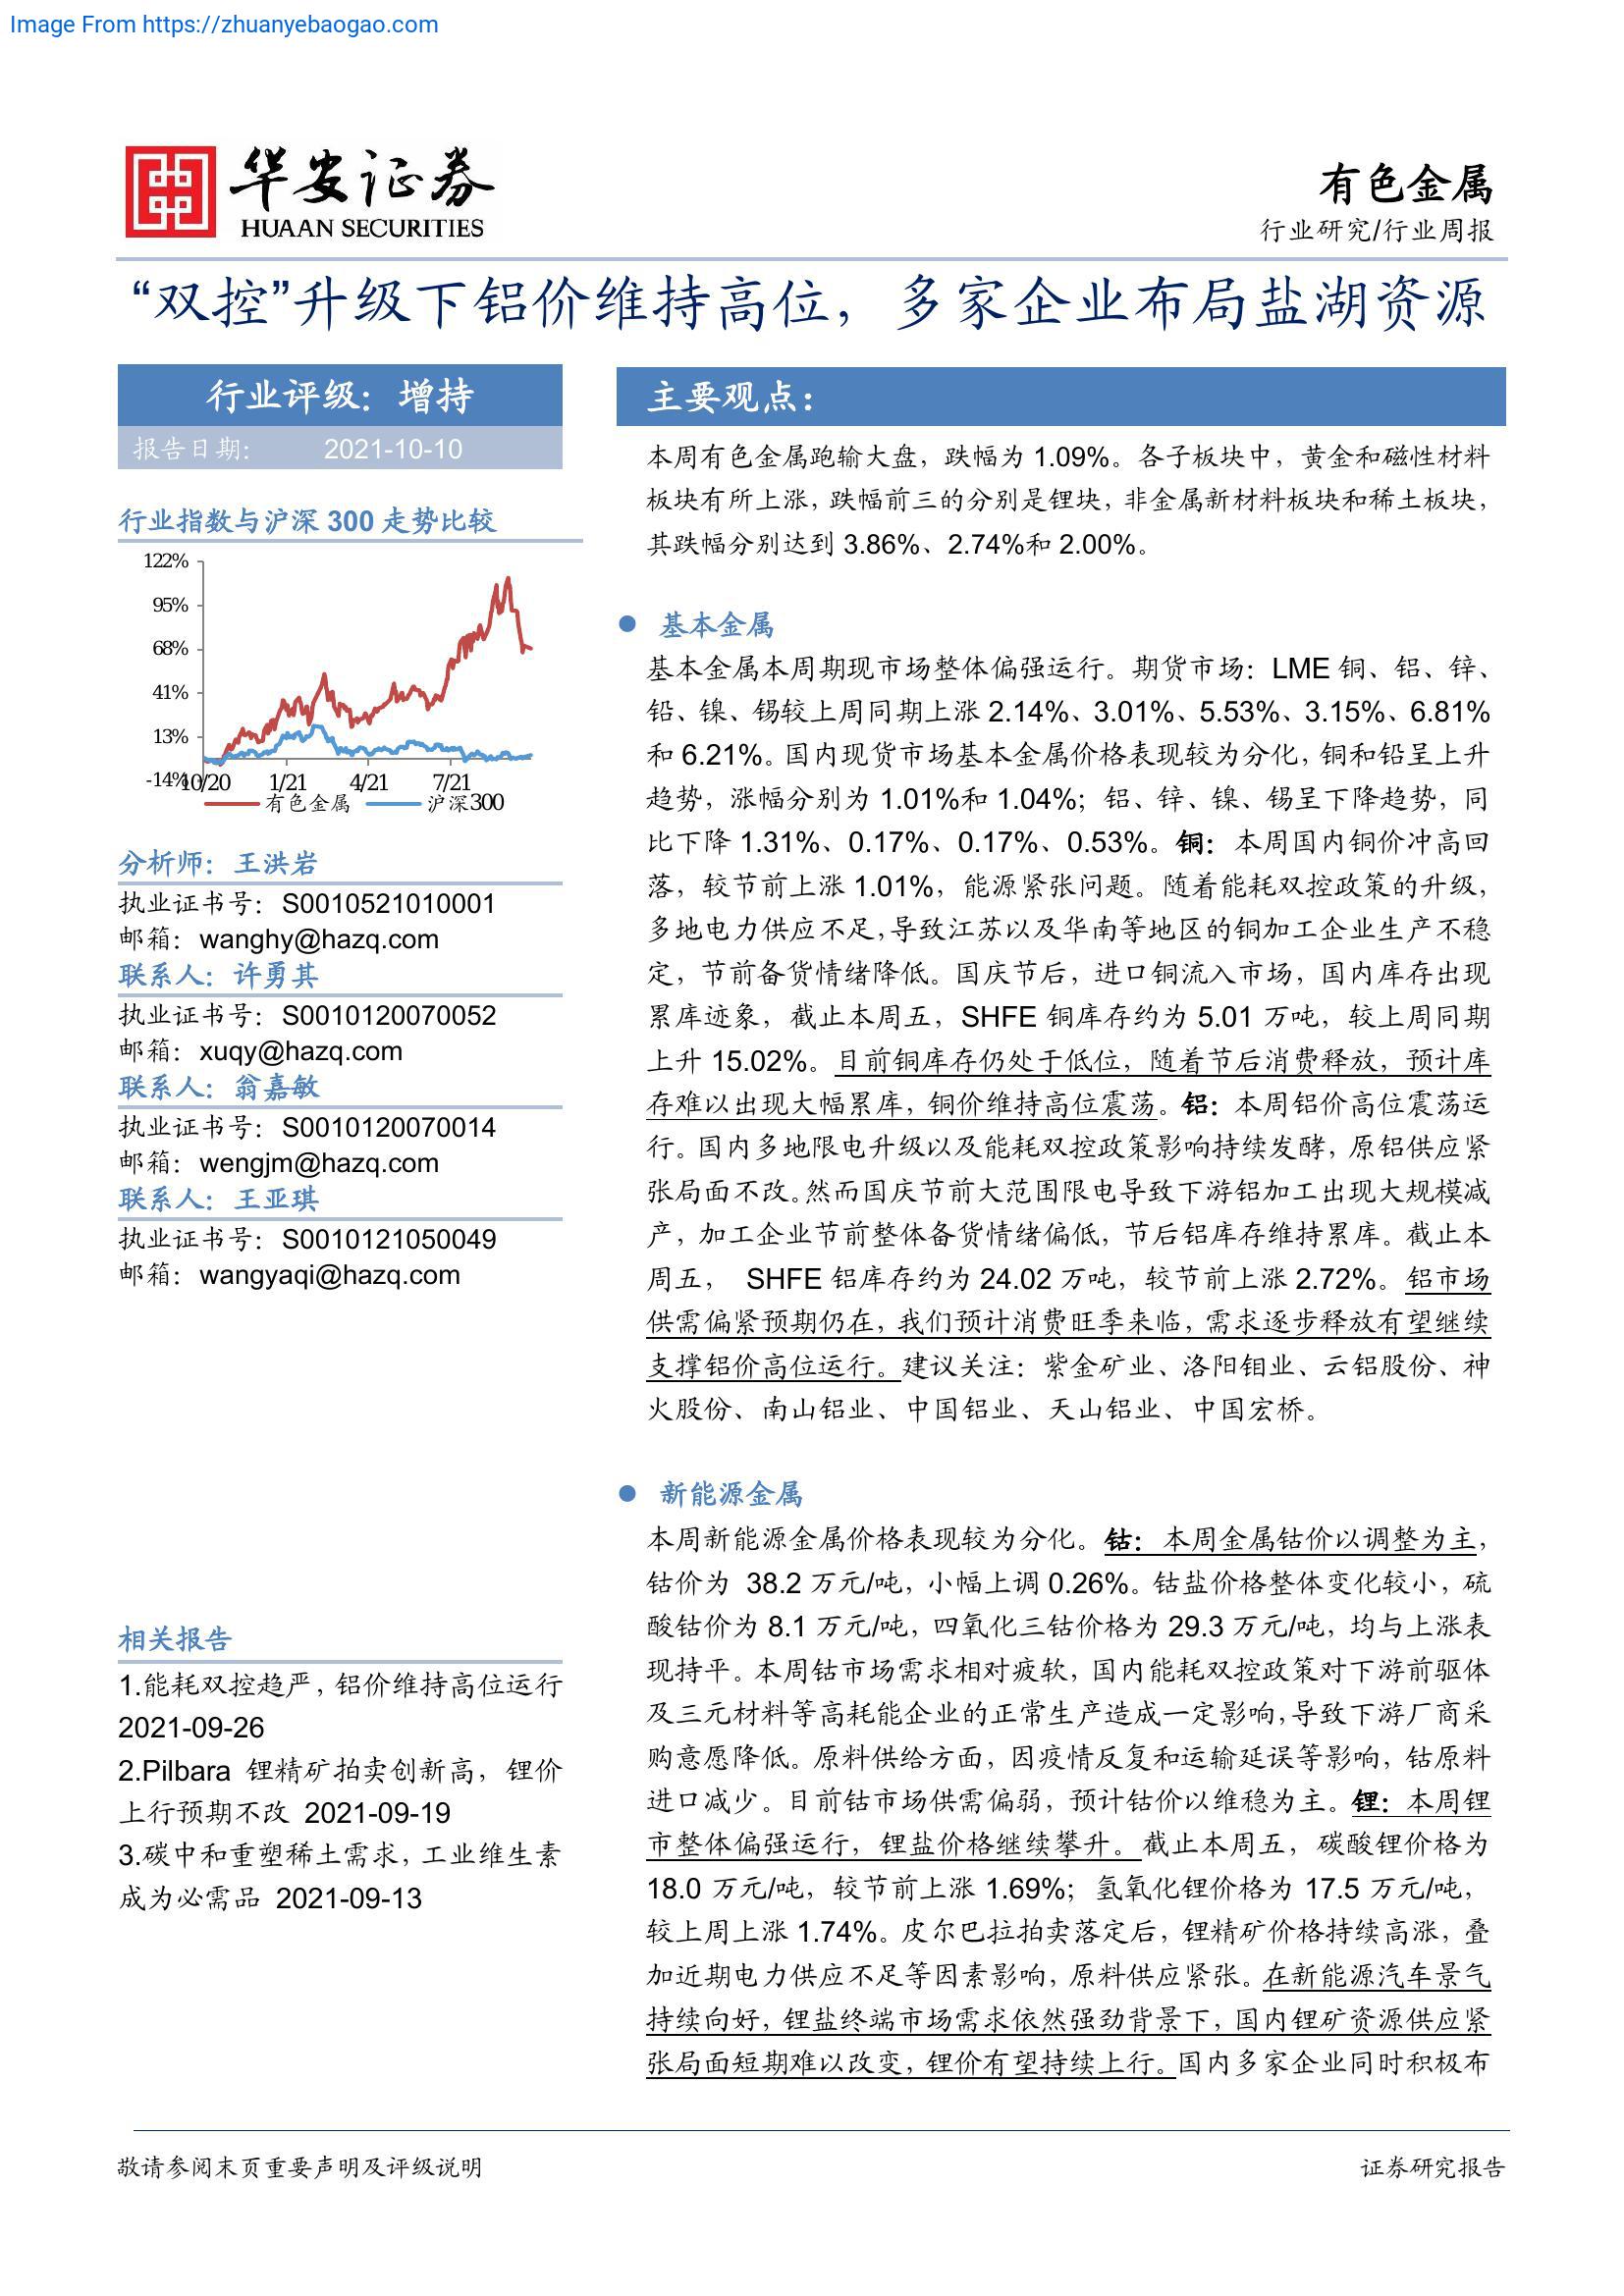 Image From https://zhuanyebaogao.com
华安证券
HUAAN SECURITIES
有色金属
行业研究/行业周报
“双控”升级下铝价维持高位，多家企业布局盐湖资源
行业评级：增持
报告日期： 2021-10-10
行业指数与沪深 300 走势比较
122%
95%
68%
41%
13%
-14%
10/20 1/21 4/21 7/21
有色金属 沪深300
分析师：王洪岩
执业证书号：S0010521010001
邮箱：wanghy@hazq.com
联系人：许勇其
执业证书号：S0010120070052
邮箱：xuqy@hazq.com
联系人：翁嘉敏
执业证书号：S0010120070014
邮箱：wengjm@hazq.com
联系人：王亚琪
执业证书号：S0010121050049
邮箱：wangyaqi@hazq.com
相关报告
1.能耗双控趋严，铝价维持高位运行
2021-09-26
2.Pilbara 锂精矿拍卖创新高，锂价
上行预期不改 2021-09-19
3.碳中和重塑稀土需求，工业维生素
成为必需品 2021-09-13
主要观点：
本周有色金属跑输大盘，跌幅为 1.09%。各子板块中，黄金和磁性材料
板块有所上涨，跌幅前三的分别是锂块，非金属新材料板块和稀土板块，
其跌幅分别达到 3.86%、2.74%和 2.00%。
● 基本金属
基本金属本周期现市场整体偏强运行。期货市场：LME 铜、铝、锌、
铅、镍、锡较上周同期上涨 2.14%、3.01%、5.53%、3.15%、6.81%
和 6.21%。国内现货市场基本金属价格表现较为分化，铜和铅呈上升
趋势，涨幅分别为 1.01%和 1.04%；铝、锌、镍、锡呈下降趋势，同
比下降 1.31%、0.17%、0.17%、0.53%。铜：本周国内铜价冲高回
落，较节前上涨 1.01%，能源紧张问题。随着能耗双控政策的升级，
多地电力供应不足，导致江苏以及华南等地区的铜加工企业生产不稳
定，节前备货情绪降低。国庆节后，进口铜流入市场，国内库存出现
累库迹象，截止本周五，SHFE 铜库存约为 5.01 万吨，较上周同期
上升 15.02%。目前铜库存仍处于低位，随着节后消费释放，预计库
存难以出现大幅累库，铜价维持高位震荡。铝：本周铝价高位震荡运
行。国内多地限电升级以及能耗双控政策影响持续发酵，原铝供应紧
张局面不改。然而国庆节前大范围限电导致下游铝加工出现大规模减
产，加工企业节前整体备货情绪偏低，节后铝库存维持累库。截止本
周五， SHFE 铝库存约为 24.02 万吨，较节前上涨 2.72%。铝市场
供需偏紧预期仍在，我们预计消费旺季来临，需求逐步释放有望继续
支撑铝价高位运行。建议关注：紫金矿业、洛阳钼业、云铝股份、神
火股份、南山铝业、中国铝业、天山铝业、中国宏桥。
● 新能源金属
本周新能源金属价格表现较为分化。钴：本周金属钴价以调整为主，
钴价为 38.2 万元/吨，小幅上调 0.26%。钴盐价格整体变化较小，硫
酸钴价为 8.1 万元/吨，四氧化三钴价格为 29.3 万元/吨，均与上涨表
现持平。本周钴市场需求相对疲软，国内能耗双控政策对下游前驱体
及三元材料等高耗能企业的正常生产造成一定影响，导致下游厂商采
购意愿降低。原料供给方面，因疫情反复和运输延误等影响，钴原料
进口减少。目前钴市场供需偏弱，预计钴价以维稳为主。锂：本周锂
市整体偏强运行，锂盐价格继续攀升。截止本周五，碳酸锂价格为
18.0 万元/吨，较节前上涨 1.69%；氢氧化锂价格为 17.5 万元/吨，
较上周上涨 1.74%。皮尔巴拉拍卖落定后，锂精矿价格持续高涨，叠
加近期电力供应不足等因素影响，原料供应紧张。在新能源汽车景气
持续向好，锂盐终端市场需求依然强劲背景下，国内锂矿资源供应紧
张局面短期难以改变，锂价有望持续上行。国内多家企业同时积极布
敬请参阅末页重要声明及评级说明
证券研究报告